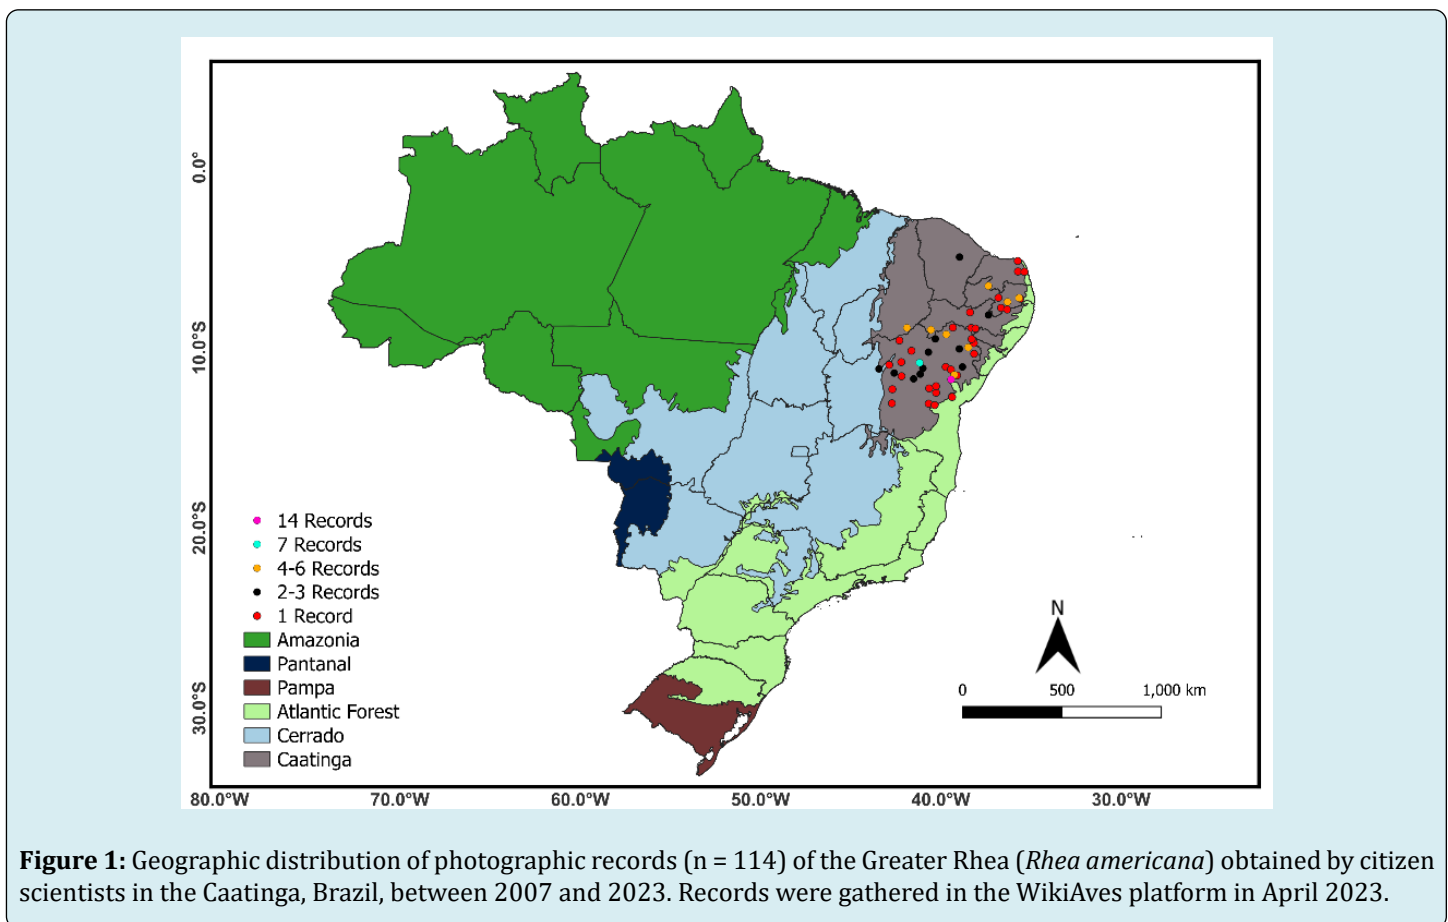 0.0°
10.0°S
20.0°S
30.0°S
14 Records
7 Records
4-6 Records
2-3 Records
1 Record
Amazonia
Pantanal
Pampa
Atlantic Forest
Cerrado
Caatinga
N
0 500 1,000 km
80.0°W 70.0°W 60.0°W 50.0°W 40.0°W 30.0°W
Figure 1: Geographic distribution of photographic records (n = 114) of the Greater Rhea (Rhea americana) obtained by citizen
scientists in the Caatinga, Brazil, between 2007 and 2023. Records were gathered in the WikiAves platform in April 2023.